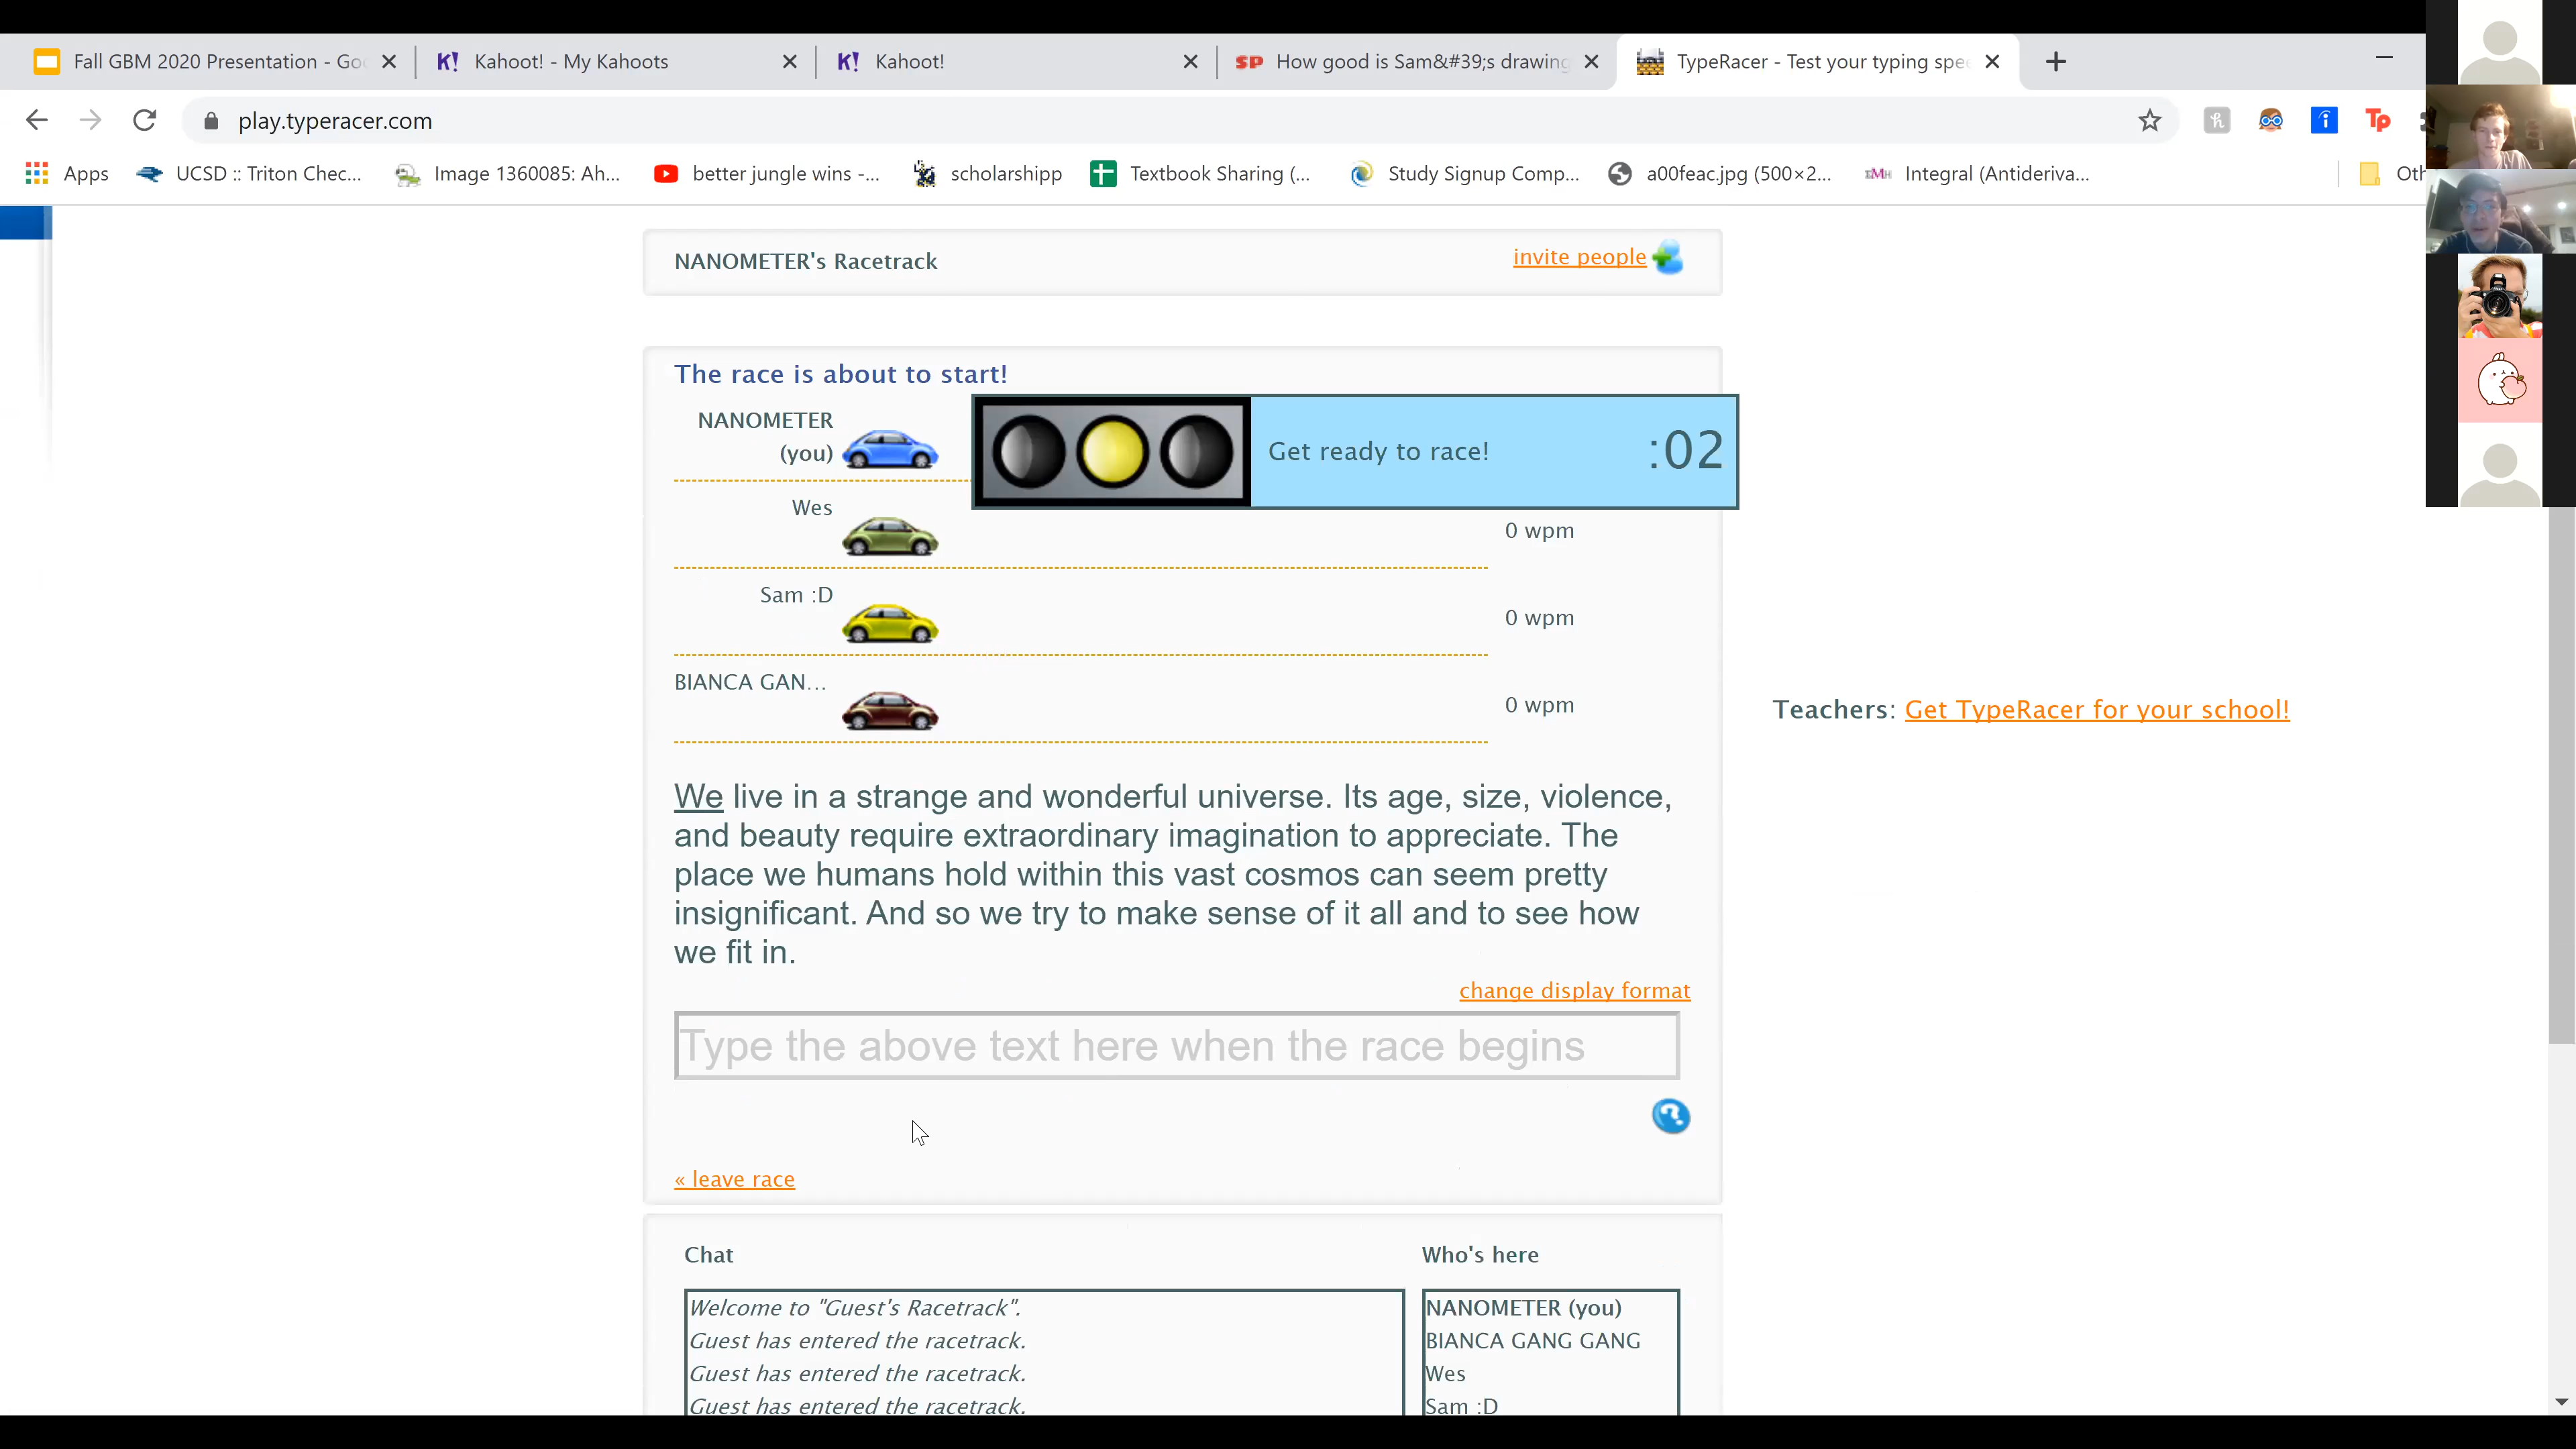 Fall GBM 2020 Presentation - Goo
Kahoot! - My Kahoots
Kahoot!
How good is Sam&#39;s drawing
TypeRacer - Test your typing spee
play.typeracer.com
Apps
UCSD :: Triton Chec...
Image 1360085: Ah...
better jungle wins -...
scholarshipp
Textbook Sharing (...
Study Signup Comp...
a00feac.jpg (500×2...
Integral (Antideriva...
Oth
NANOMETER's Racetrack
invite people
The race is about to start!
NANOMETER
(you)
Get ready to race!
:02
Wes
0 wpm
Sam :D
0 wpm
BIANCA GAN...
0 wpm
Teachers: Get TypeRacer for your school!
We live in a strange and wonderful universe. Its age, size, violence,
and beauty require extraordinary imagination to appreciate. The
place we humans hold within this vast cosmos can seem pretty
insignificant. And so we try to make sense of it all and to see how
we fit in.
change display format
Type the above text here when the race begins
« leave race
Chat
Who's here
Welcome to "Guest's Racetrack".
Guest has entered the racetrack.
Guest has entered the racetrack.
Guest has entered the racetrack.
NANOMETER (you)
BIANCA GANG GANG
Wes
Sam :D